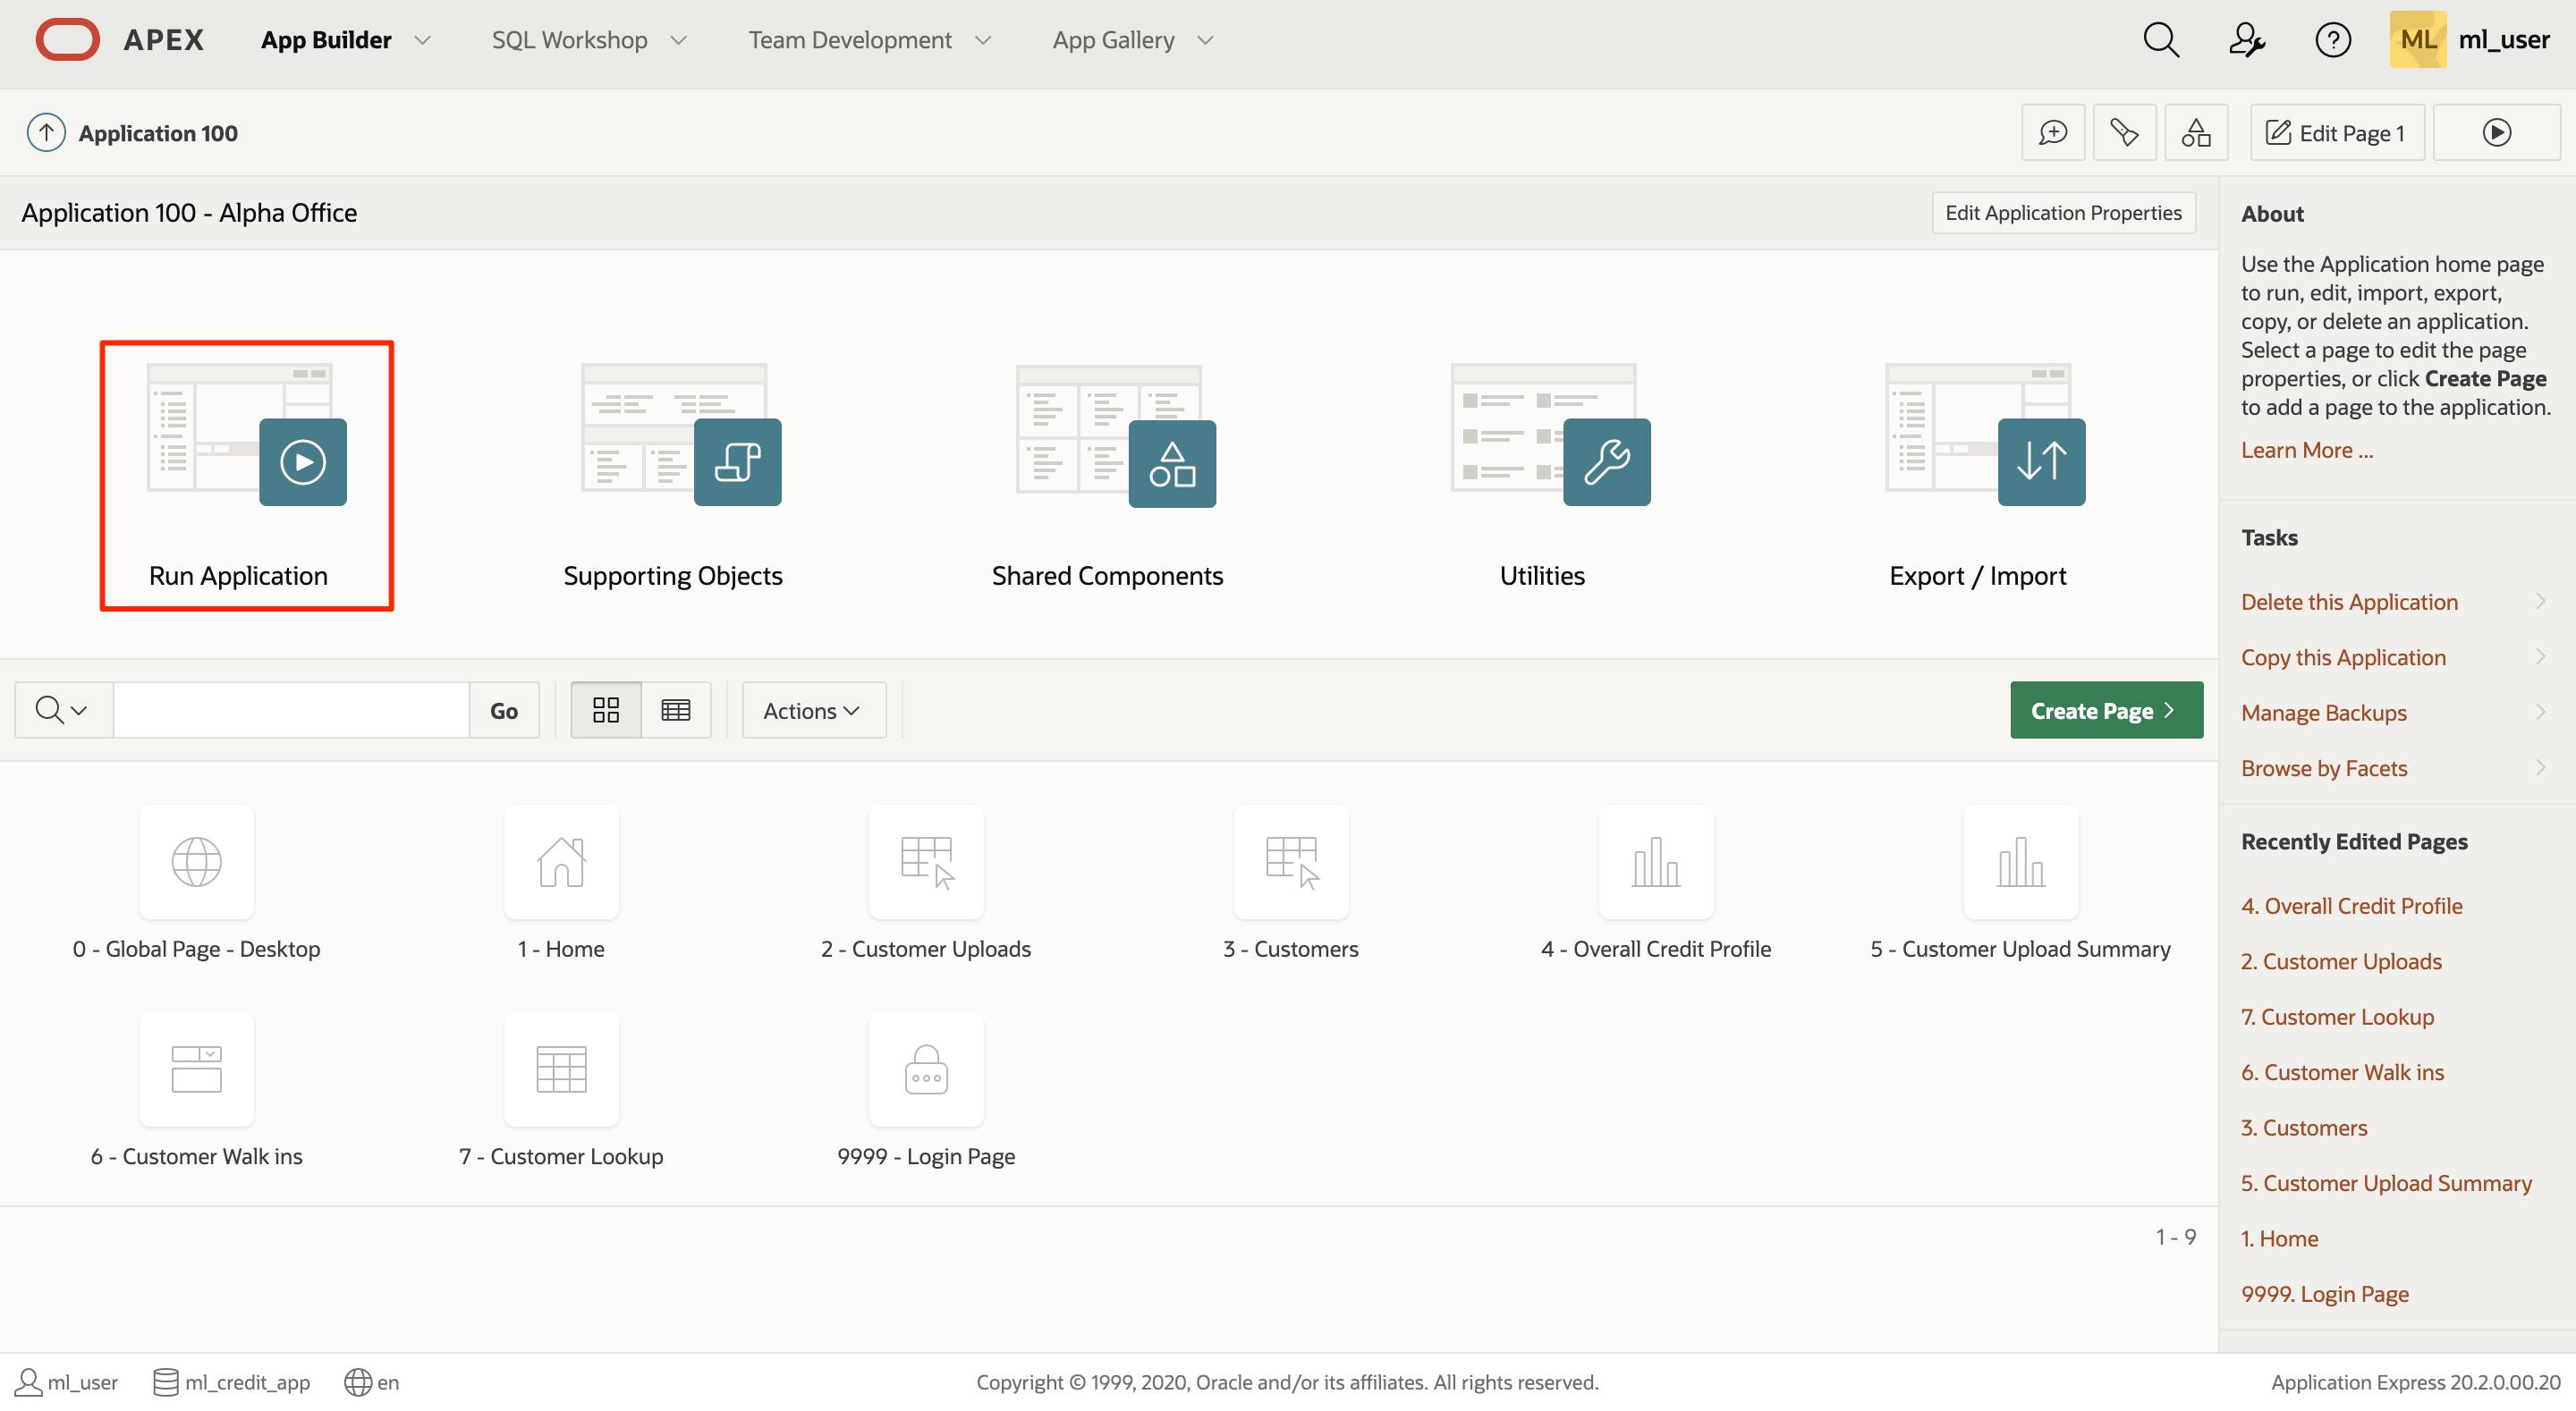 APEX App Builder SQL Workshop Team Development App Gallery ML ml_user
Application 100 Edit Page 1
Application 100 - Alpha Office Edit Application Properties
Run Application Supporting Objects Shared Components Utilities Export / Import
Go Actions Create Page
0 - Global Page - Desktop 1 - Home 2 - Customer Uploads 3 - Customers 4 - Overall Credit Profile 5 - Customer Upload Summary
6 - Customer Walk ins 7 - Customer Lookup 9999 - Login Page
1 - 9
About
Use the Application home page
to run, edit, import, export,
copy, or delete an application.
Select a page to edit the page
properties, or click Create Page
to add a page to the application.
Learn More ...
Tasks
Delete this Application
Copy this Application
Manage Backups
Browse by Facets
Recently Edited Pages
4. Overall Credit Profile
2. Customer Uploads
7. Customer Lookup
6. Customer Walk ins
3. Customers
5. Customer Upload Summary
1. Home
9999. Login Page
ml_user ml_credit_app en Copyright © 1999, 2020, Oracle and/or its affiliates. All rights reserved. Application Express 20.2.0.00.20